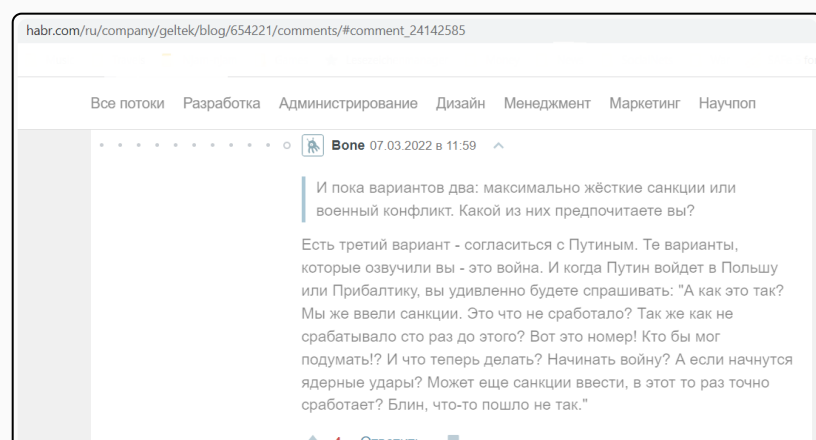 habr.com/ru/company/geltek/blog/654221/comments/#comment_24142585
Все потоки Разработка Администрирование Дизайн Менеджмент Маркетинг Научпоп
Bone 07.03.2022 в 11:59
И пока вариантов два: максимально жёсткие санкции или
военный конфликт. Какой из них предпочитаете вы?
Есть третий вариант - согласиться с Путиным. Те варианты,
которые озвучили вы - это война. И когда Путин войдет в Польшу
или Прибалтику, вы удивленно будете спрашивать: "А как это так?
Мы же ввели санкции. Это что не сработало? Так же как не
срабатывало сто раз до этого? Вот это номер! Кто бы мог
подумать!? И что теперь делать? Начинать войну? А если начнутся
ядерные удары? Может еще санкции ввести, в этот то раз точно
сработает? Блин, что-то пошло не так."